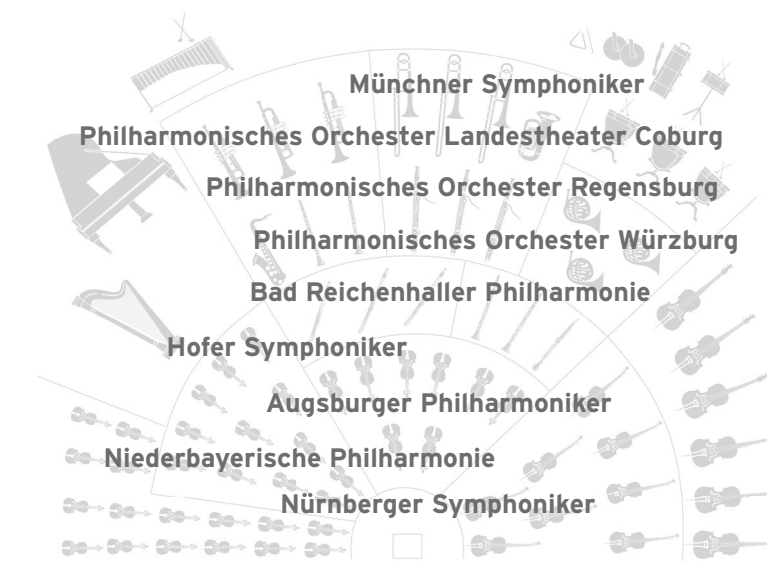 Münchner Symphoniker
Philharmonisches Orchester Landestheater Coburg
Philharmonisches Orchester Regensburg
Philharmonisches Orchester Würzburg
Bad Reichenhaller Philharmonie
Hofer Symphoniker
Augsburger Philharmoniker
Niederbayerische Philharmonie
Nürnberger Symphoniker